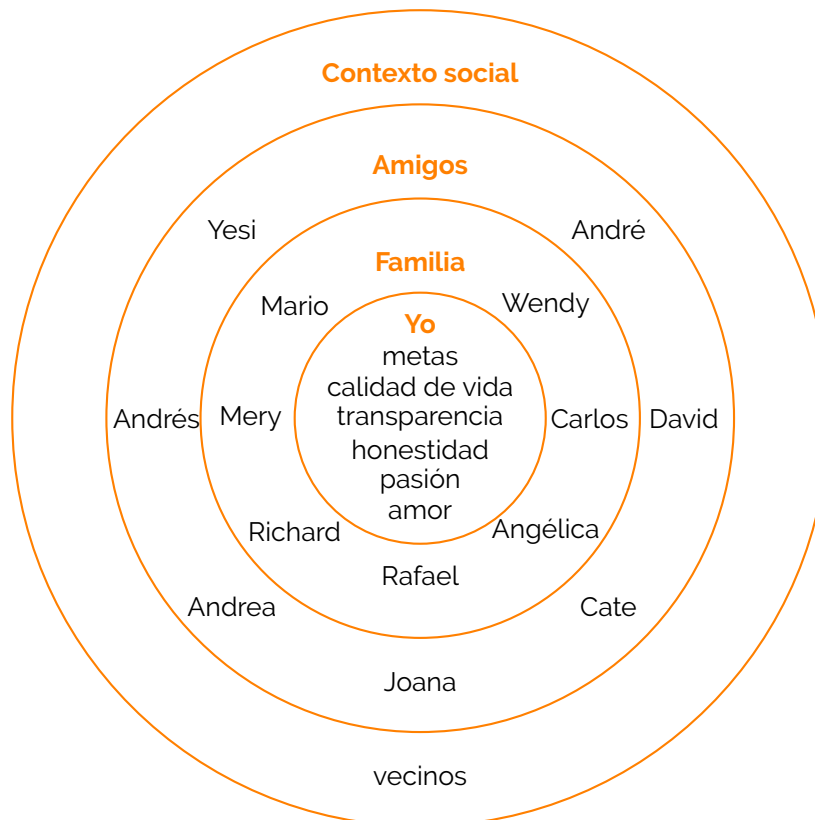 Contexto social
Amigos
Yesi
André
Familia
Mario
Wendy
Yo
metas
calidad de vida
transparencia
honestidad
pasión
amor
Andrés
Mery
Carlos
David
Richard
Angélica
Rafael
Andrea
Cate
Joana
vecinos